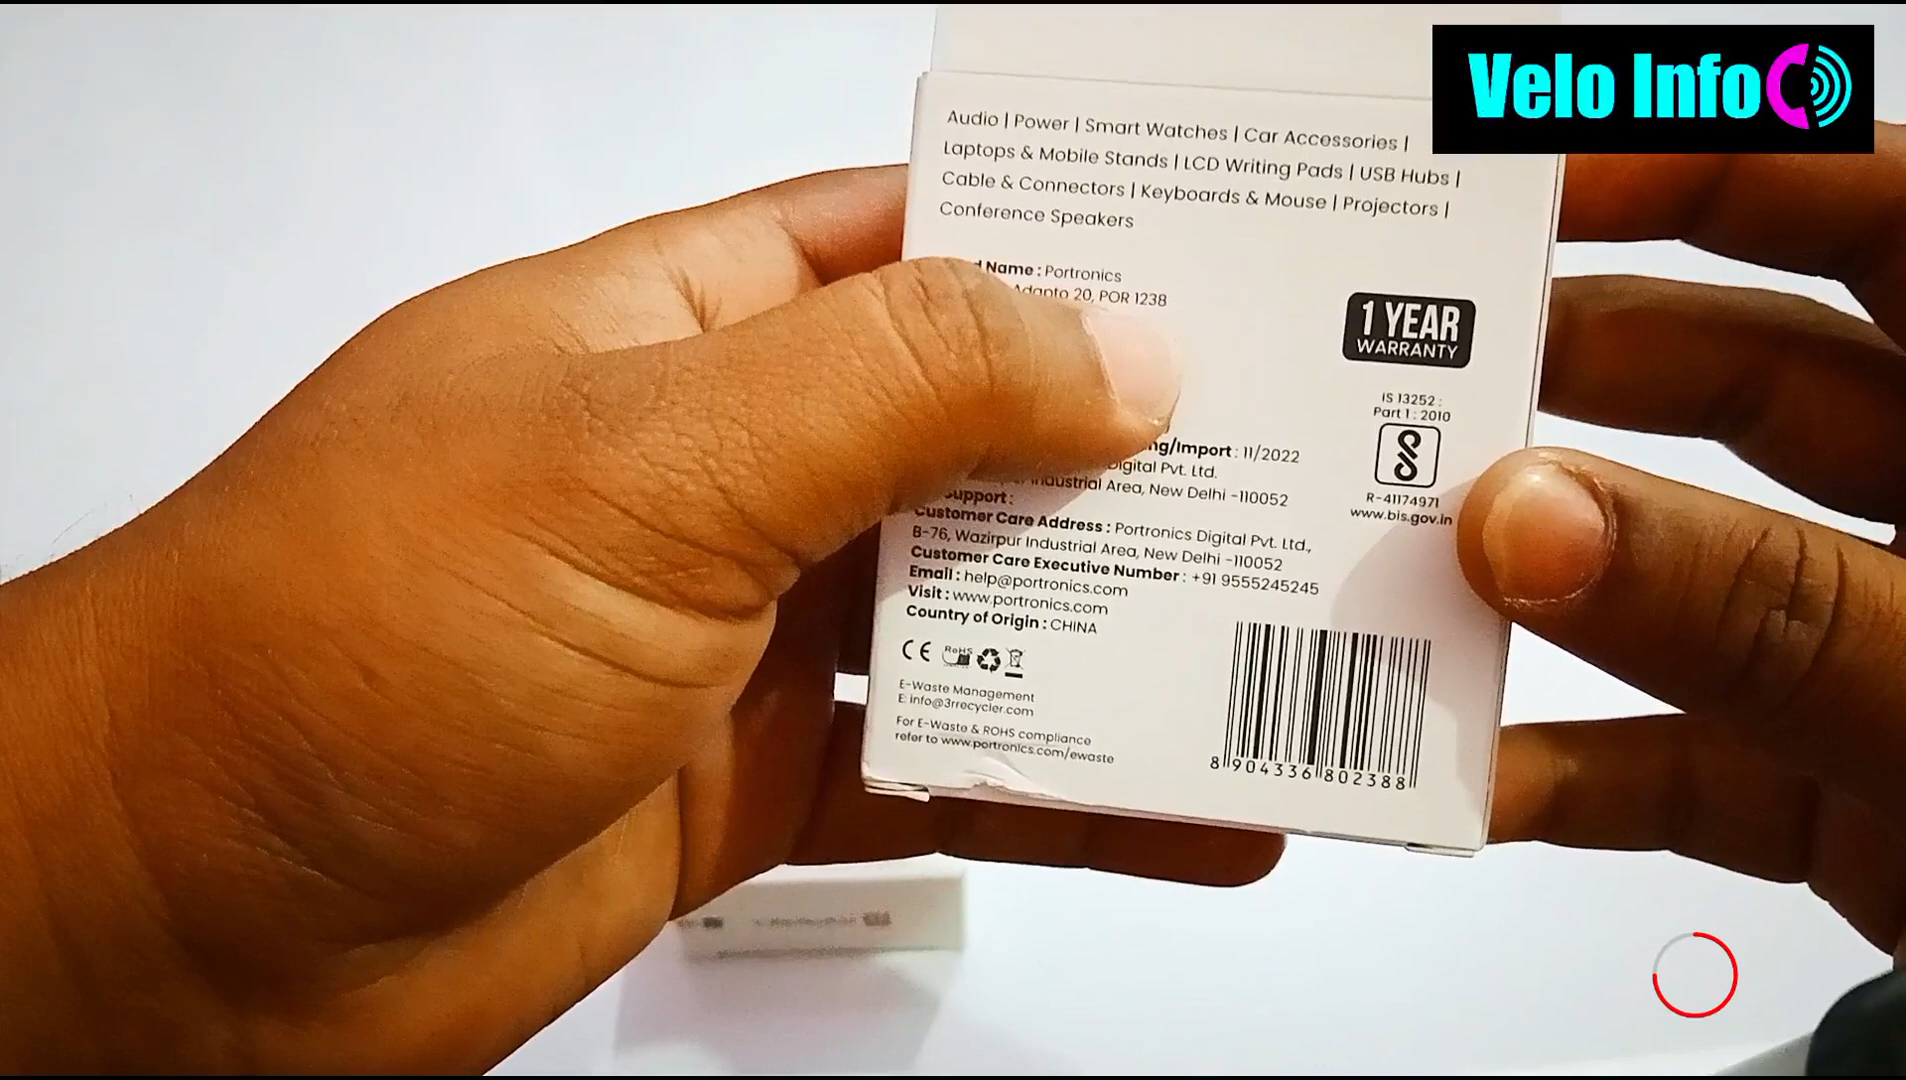 Velo Info
Audio | Power | Smart Watches | Car Accessories |
Laptops & Mobile Stands | LCD Writing Pads | USB Hubs |
Cable & Connectors | Keyboards & Mouse | Projectors |
Conference Speakers
Name : Portronics
Adapto 20, POR 1238
1 YEAR
WARRANTY
IS 13252 :
Part 1 : 2010
R-41174971
www.bis.gov.in
ng/Import : 11/2022
Digital Pvt. Ltd.
Industrial Area, New Delhi -110052
Support :
Customer Care Address : Portronics Digital Pvt. Ltd.,
B-76, Wazirpur Industrial Area, New Delhi -110052
Customer Care Executive Number : +91 9555245245
Email : help@portronics.com
Visit : www.portronics.com
Country of Origin : CHINA
CE RoHS
E-Waste Management
E: info@3rrecycler.com
For E-Waste & ROHS compliance
refer to www.portronics.com/ewaste
8 904336 802388